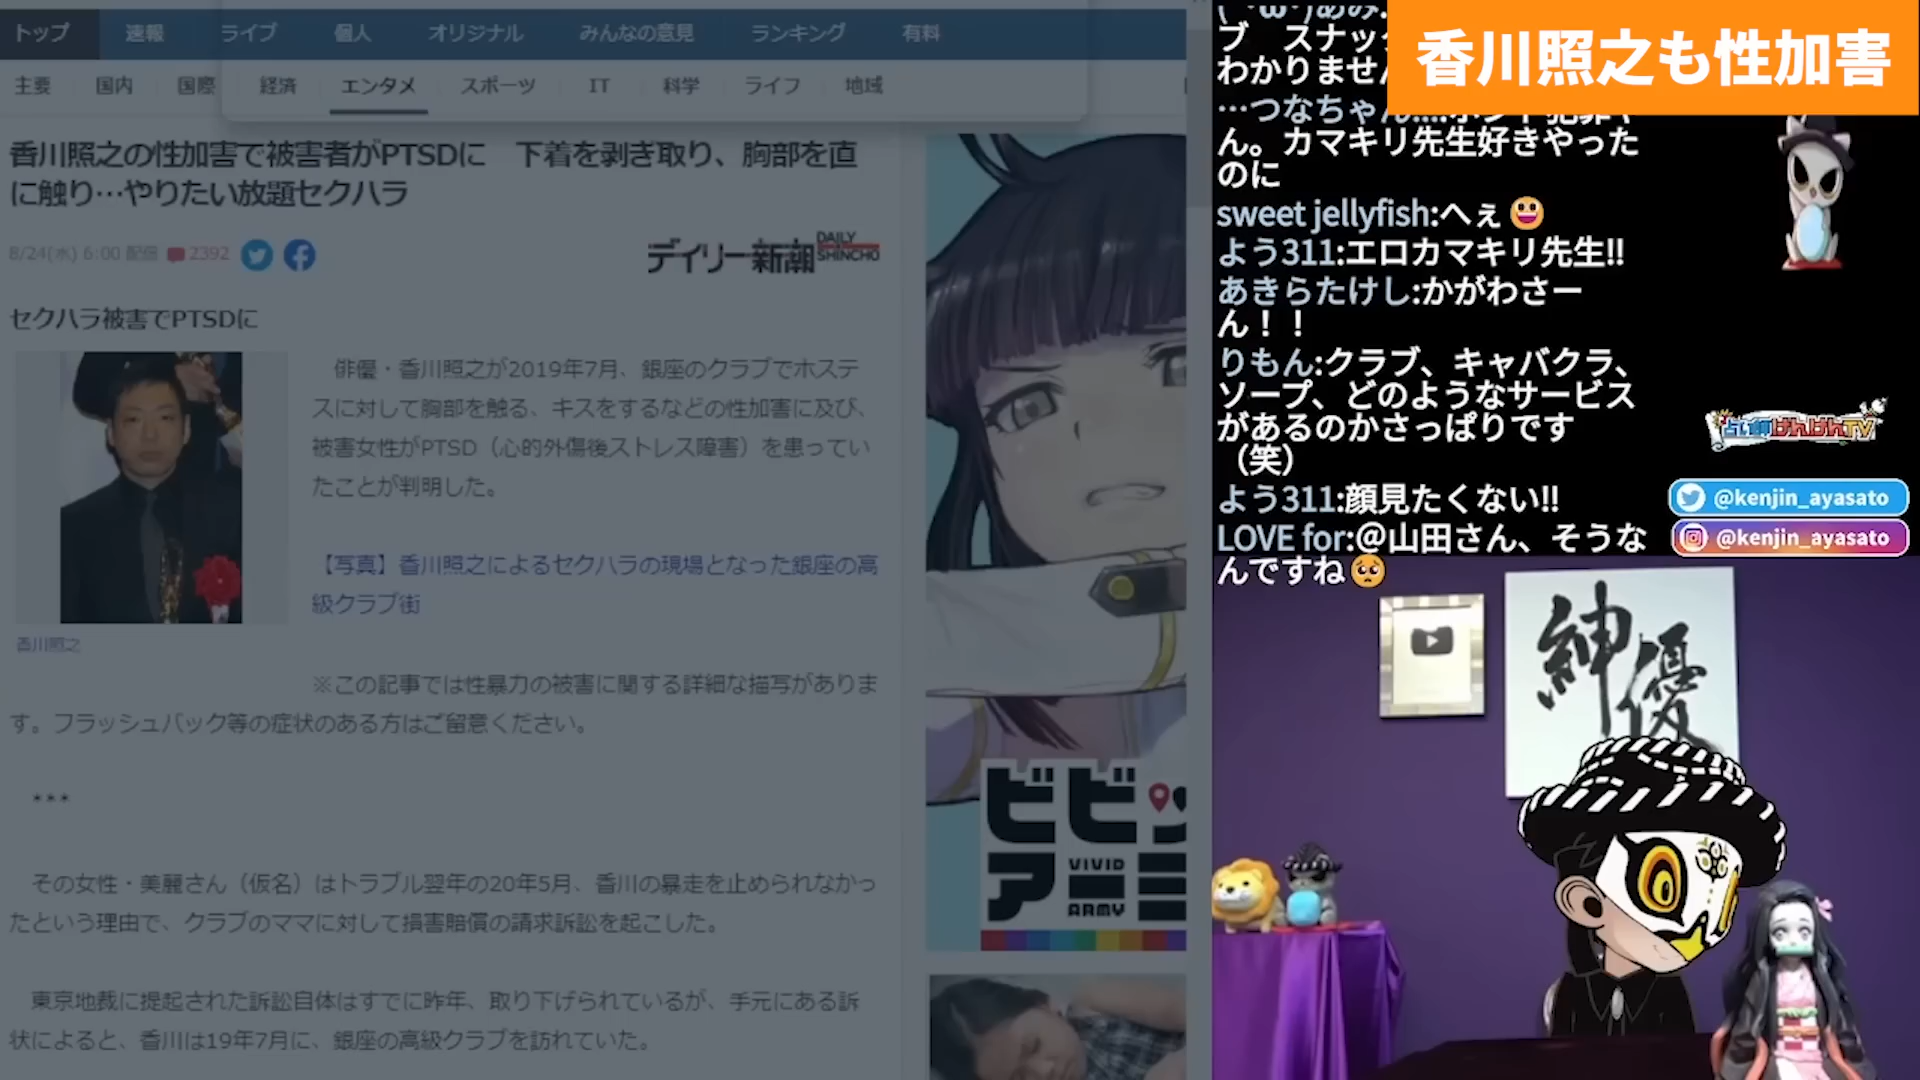 トップ
速報
ライブ
個人
オリジナル
みんなの意見
ランキング
有料
主要
国内
国際
経済
エンタメ
スポーツ
IT
科学
ライフ
地域
香川照之の性加害で被害者がPTSDに　下着を剥ぎ取り、胸部を直
に触り…やりたい放題セクハラ
8/24(水) 6:00 配信
2392
デイリー新潮
DAILY
SHINCHO
セクハラ被害でPTSDに
俳優・香川照之が2019年7月、銀座のクラブでホステ
スに対して胸部を触る、キスをするなどの性加害に及び、
被害女性がPTSD（心的外傷後ストレス障害）を患ってい
たことが判明した。
【写真】香川照之によるセクハラの現場となった銀座の高
級クラブ街
香川照之
※この記事では性暴力の被害に関する詳細な描写がありま
す。フラッシュバック等の症状のある方はご留意ください。
***
その女性・美麗さん（仮名）はトラブル翌年の20年5月、香川の暴走を止められなかっ
たという理由で、クラブのママに対して損害賠償の請求訴訟を起こした。
東京地裁に提起された訴訟自体はすでに昨年、取り下げられているが、手元にある訴
状によると、香川は19年7月に、銀座の高級クラブを訪れていた。
ビビッ
アーミ
VIVID
ARMY
香川照之も性加害
ブ　スナッ
わかりませ
…つなちゃん
ん。カマキリ先生好きやった
のに
sweet jellyfish:へぇ😀
よう311:エロカマキリ先生!!
あきらたけし:かがわさー
ん！！
りもん:クラブ、キャバクラ、
ソープ、どのようなサービス
があるのかさっぱりです
（笑）
よう311:顔見たくない!!
LOVE for:@山田さん、そうな
んですね🥺
占い師けんけんTV
@kenjin_ayasato
@kenjin_ayasato
紳優